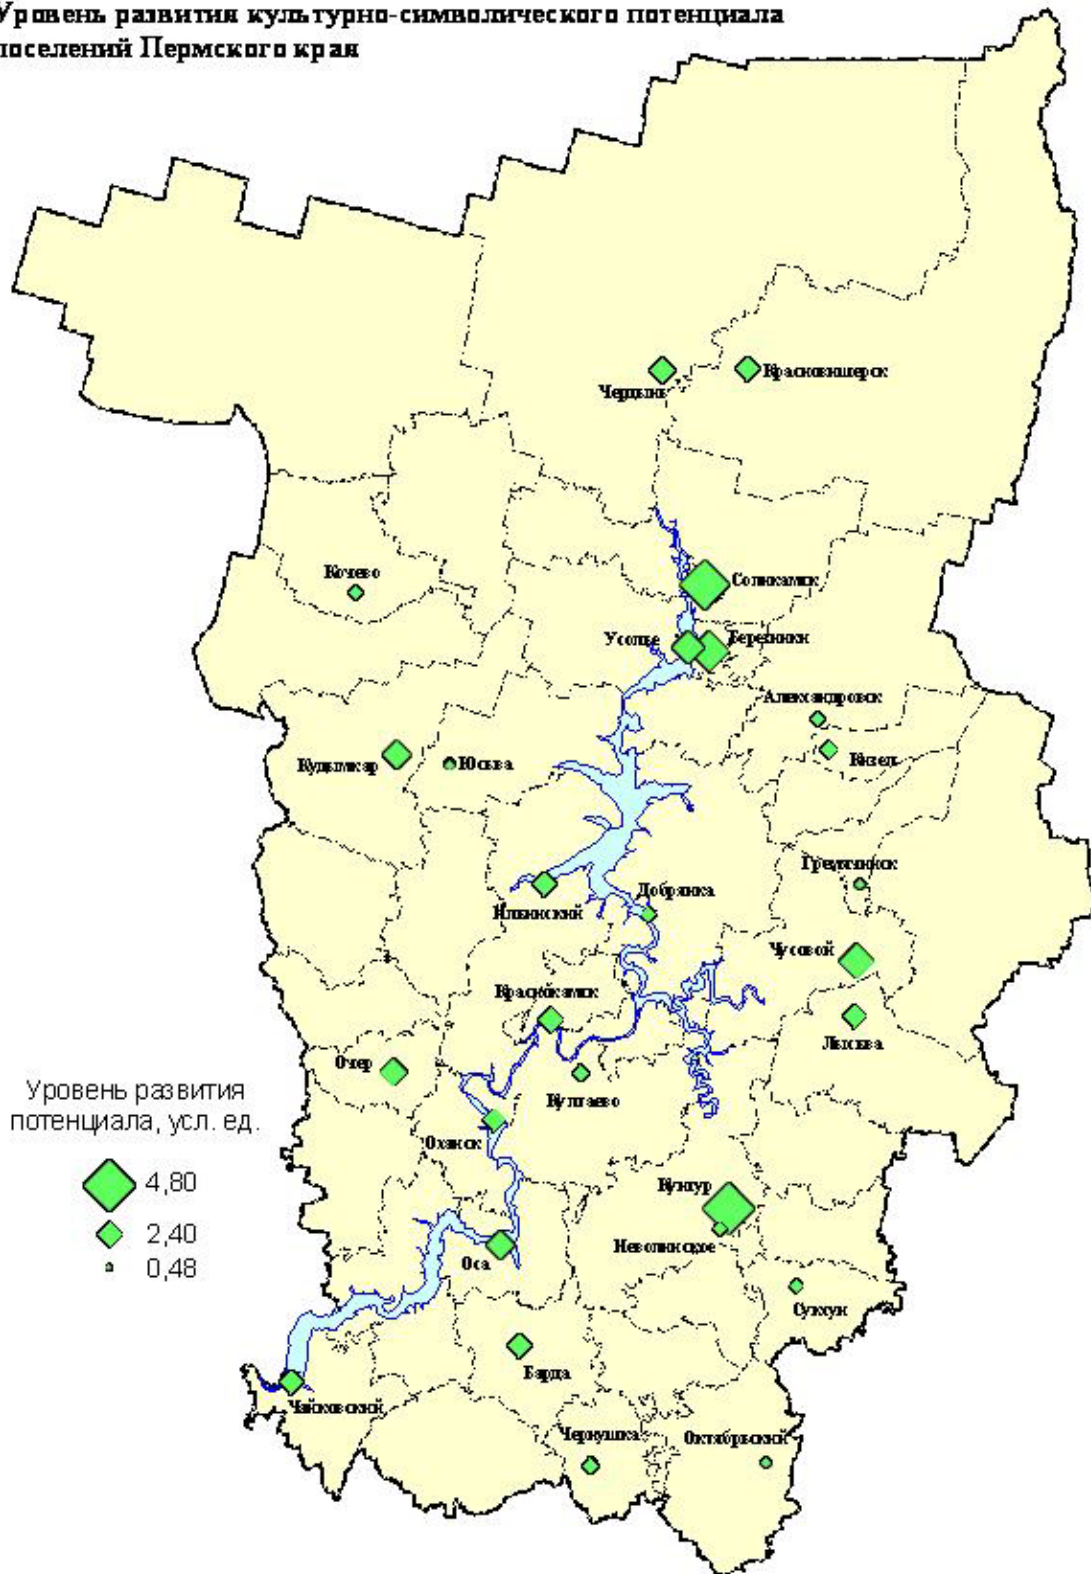 Уровень развития культурно-символического потенциала
поселений Пермского края
Чердынь
Красновишерск
Кочево
Соликамск
Усолье
Березники
Александровск
Кизел
Кудымкар
Юсьва
Гремячинск
Ильинский
Добрянка
Чусовой
Краснокамск
Лысьва
Очер
Култаево
Оханск
Уровень развития
потенциала, усл. ед.
4,80
2,40
0,48
Кунгур
Неволинское
Оса
Суксун
Барда
Чайковский
Чернушка
Октябрьский